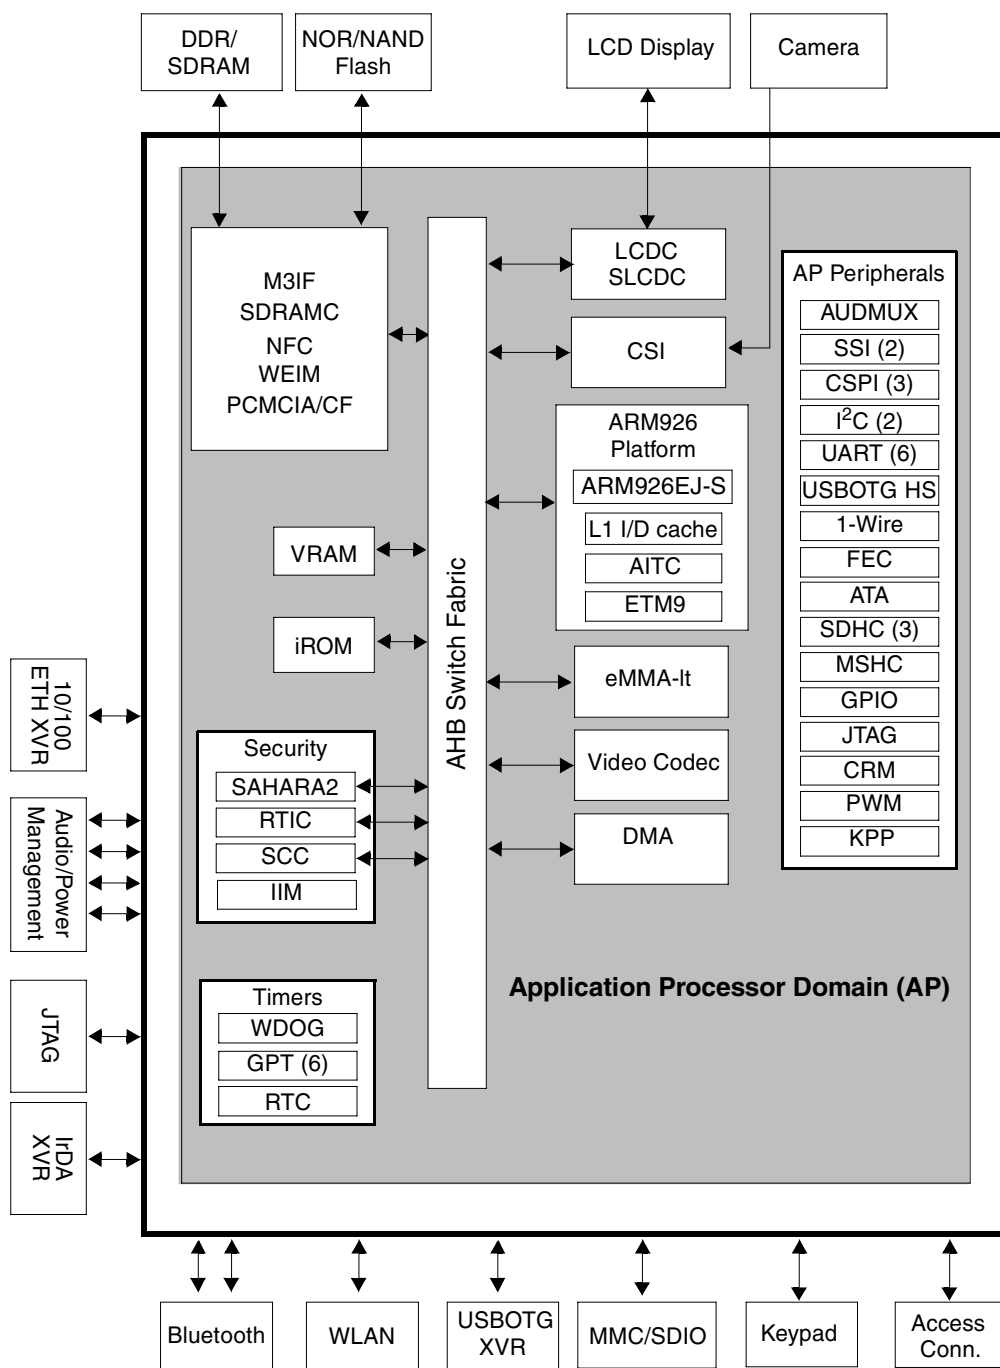 DDR/
SDRAM
NOR/NAND
Flash
LCD Display
Camera
M3IF
SDRAMC
NFC
WEIM
PCMCIA/CF
AHB Switch Fabric
LCDC
SLCDC
CSI
ARM926
Platform
ARM926EJ-S
L1 I/D cache
AITC
ETM9
AP Peripherals
AUDMUX
SSI (2)
CSPI (3)
I²C (2)
UART (6)
USBOTG HS
1-Wire
FEC
ATA
SDHC (3)
MSHC
GPIO
JTAG
CRM
PWM
KPP
VRAM
iROM
eMMA-lt
Video Codec
DMA
Security
SAHARA2
RTIC
SCC
IIM
Timers
WDOG
GPT (6)
RTC
Application Processor Domain (AP)
10/100
ETH XVR
Audio/Power
Management
JTAG
IrDA
XVR
Bluetooth
WLAN
USBOTG
XVR
MMC/SDIO
Keypad
Access
Conn.